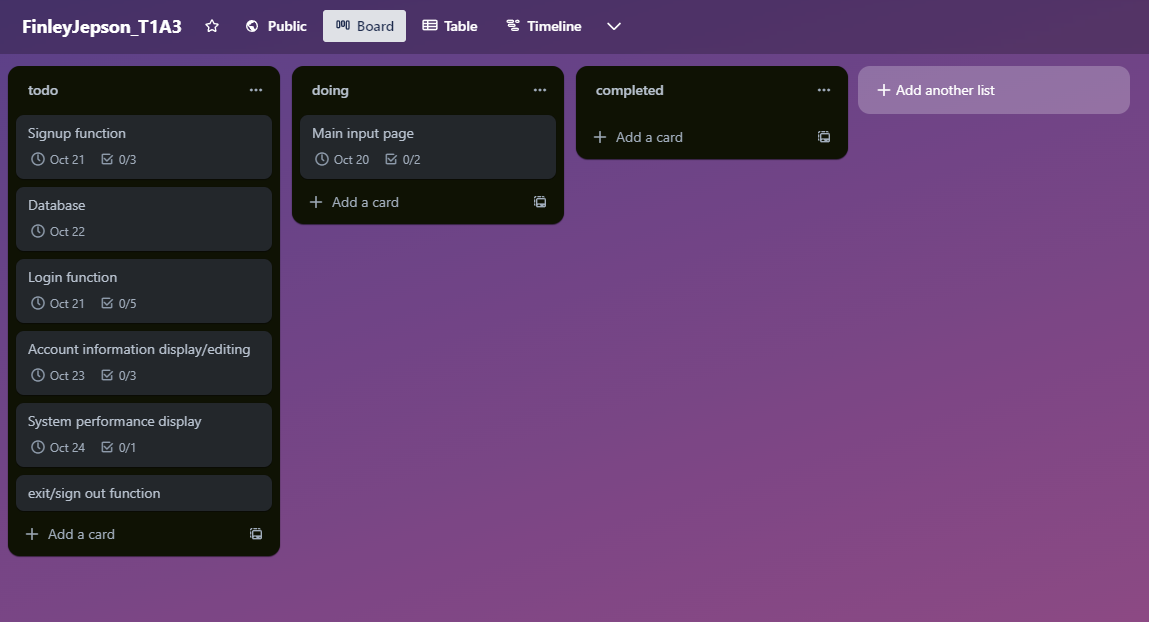 FinleyJepson_T1A3 Public Board Table Timeline
todo
Signup function
Oct 21 0/3
Database
Oct 22
Login function
Oct 21 0/5
Account information display/editing
Oct 23 0/3
System performance display
Oct 24 0/1
exit/sign out function
Add a card
doing
Main input page
Oct 20 0/2
Add a card
completed
Add a card
Add another list